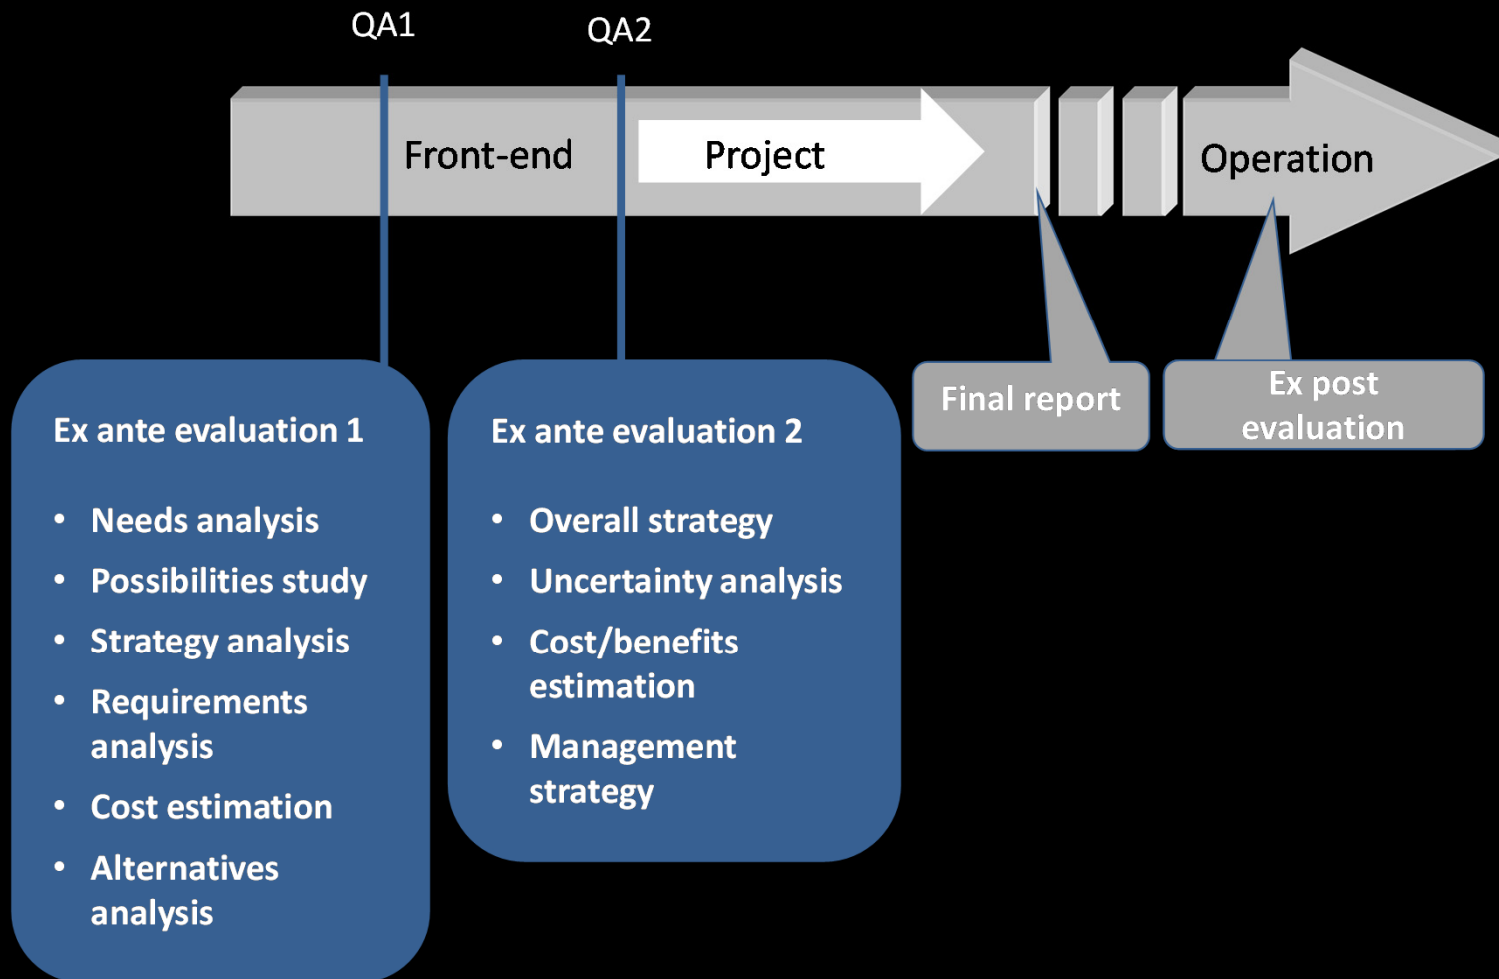 QA1
QA2
Front-end
Project
Operation
Final report
Ex post
evaluation
Ex ante evaluation 1
• Needs analysis
• Possibilities study
• Strategy analysis
• Requirements
analysis
• Cost estimation
• Alternatives
analysis
Ex ante evaluation 2
• Overall strategy
• Uncertainty analysis
• Cost/benefits
estimation
• Management
strategy